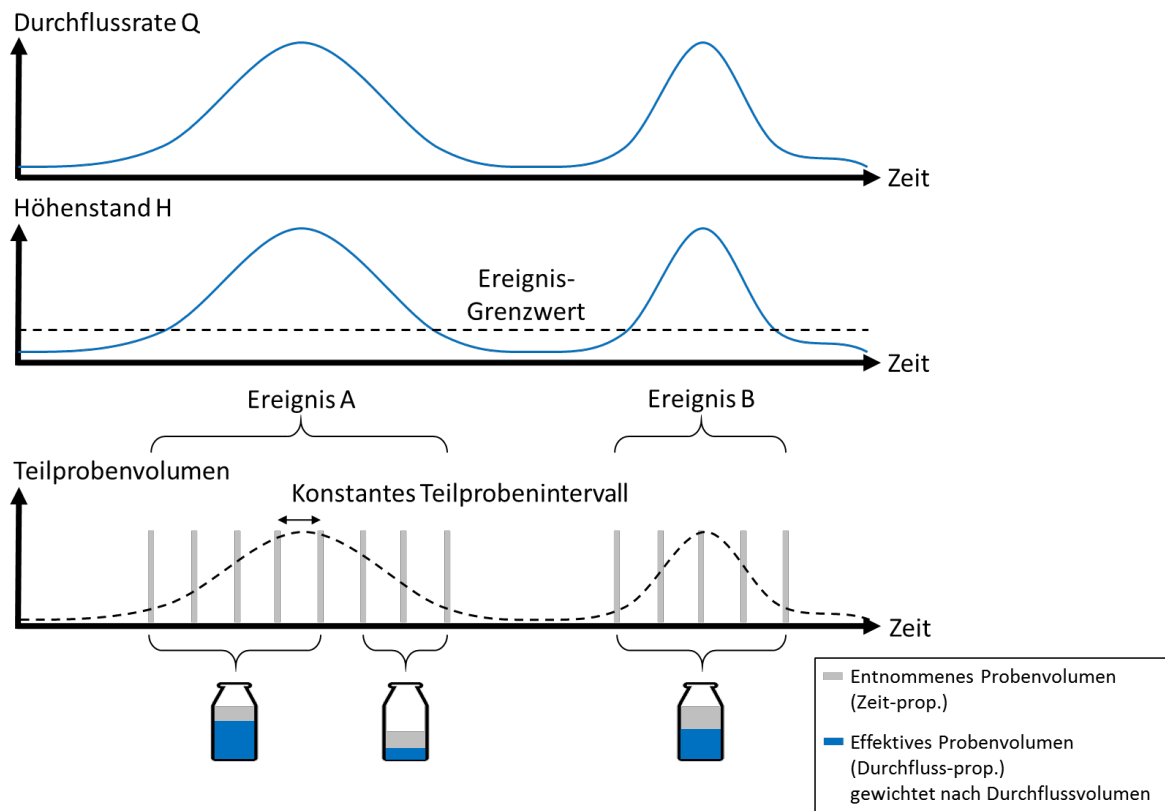 Durchflussrate Q
Zeit
Höhenstand H
Ereignis-
Grenzwert
Zeit
Ereignis A
Ereignis B
Teilprobenvolumen
Konstantes Teilprobenintervall
Zeit
Entnommenes Probenvolumen
(Zeit-prop.)
Effektives Probenvolumen
(Durchfluss-prop.)
gewichtet nach Durchflussvolumen